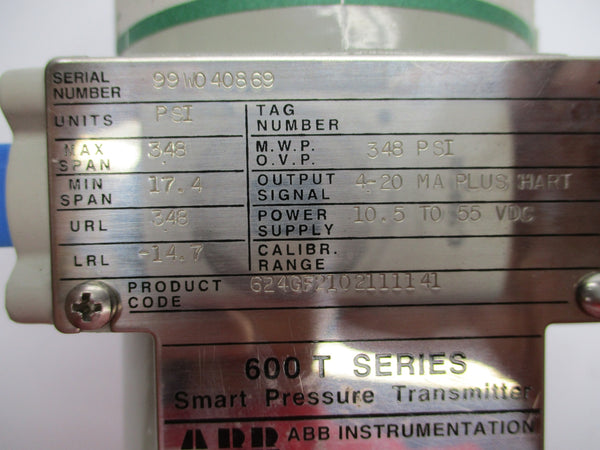 SERIAL NUMBER 99W040869
UNITS PSI
TAG NUMBER
MAX SPAN 348
M.W.P. O.V.P. 348 PSI
MIN SPAN 17.4
OUTPUT SIGNAL 4-20 MA PLUS HART
URL 348
POWER SUPPLY 10.5 TO 55 VDC
LRL -14.7
CALIBR. RANGE
PRODUCT CODE
600 T SERIES
Smart Pressure Transmitter
ABB ABB INSTRUMENTATION